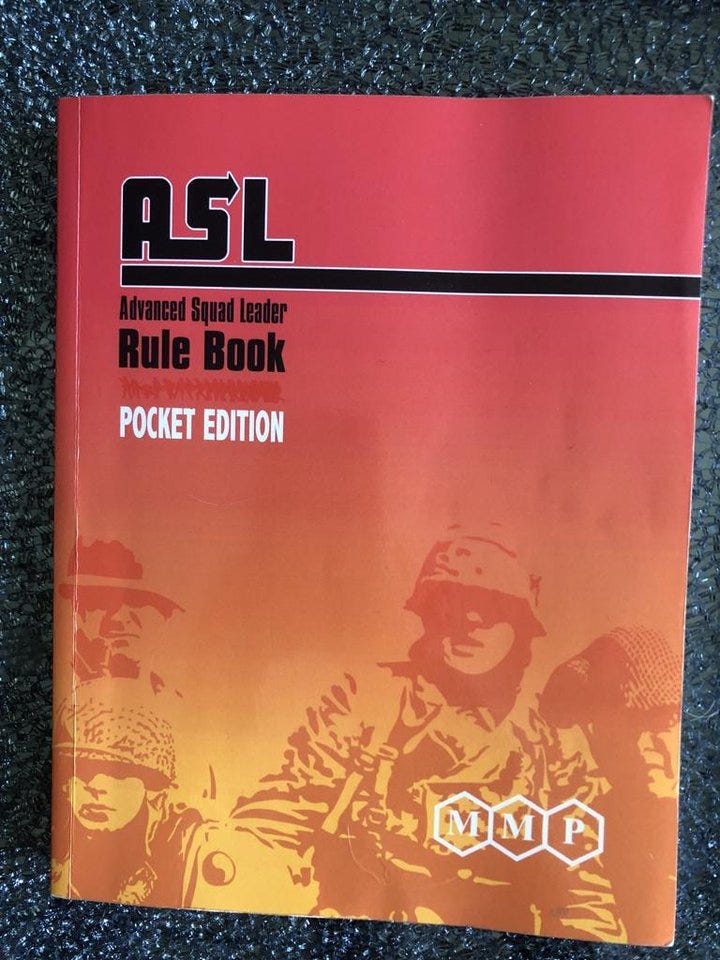 ASL
Advanced Squad Leader
Rule Book
POCKET EDITION
MMP